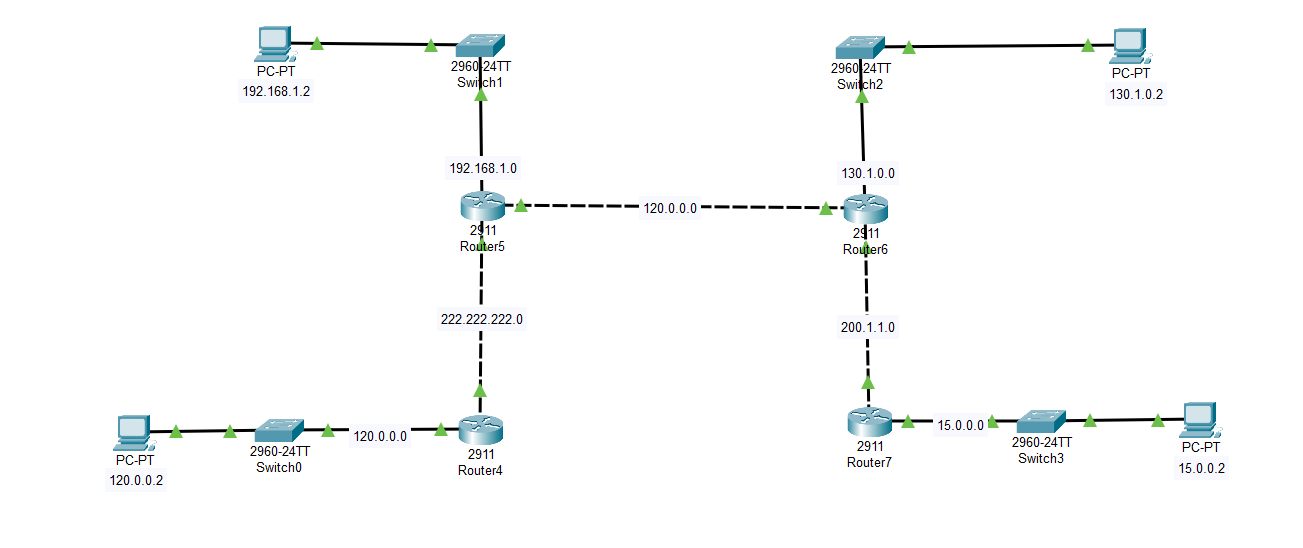 PC-PT
192.168.1.2
2960-24TT
Switch1
2960-24TT
Switch2
PC-PT
130.1.0.2
192.168.1.0
130.1.0.0
120.0.0.0
2911
Router5
2911
Router6
222.222.222.0
200.1.1.0
PC-PT
120.0.0.2
2960-24TT
Switch0
120.0.0.0
2911
Router4
2911
Router7
15.0.0.0
2960-24TT
Switch3
PC-PT
15.0.0.2